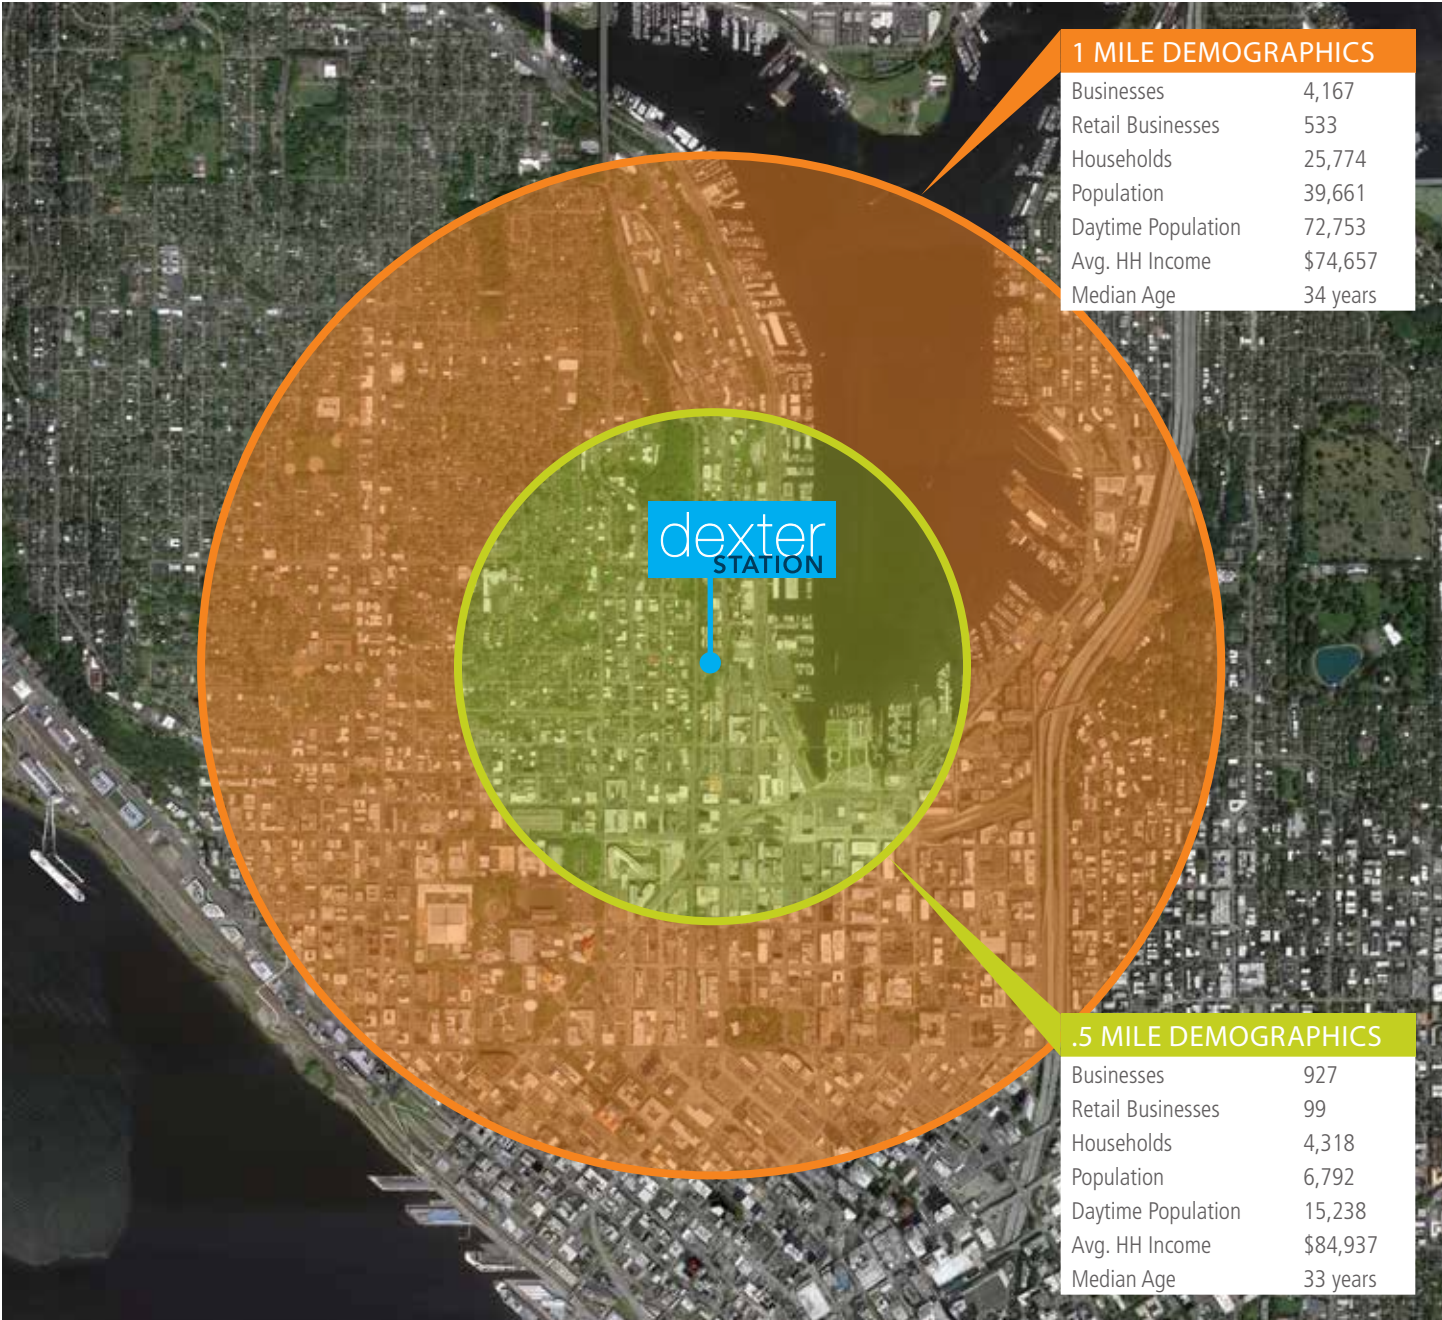 1 MILE DEMOGRAPHICS
Businesses 4,167
Retail Businesses 533
Households 25,774
Population 39,661
Daytime Population 72,753
Avg. HH Income $74,657
Median Age 34 years
dexter
STATION
.5 MILE DEMOGRAPHICS
Businesses 927
Retail Businesses 99
Households 4,318
Population 6,792
Daytime Population 15,238
Avg. HH Income $84,937
Median Age 33 years